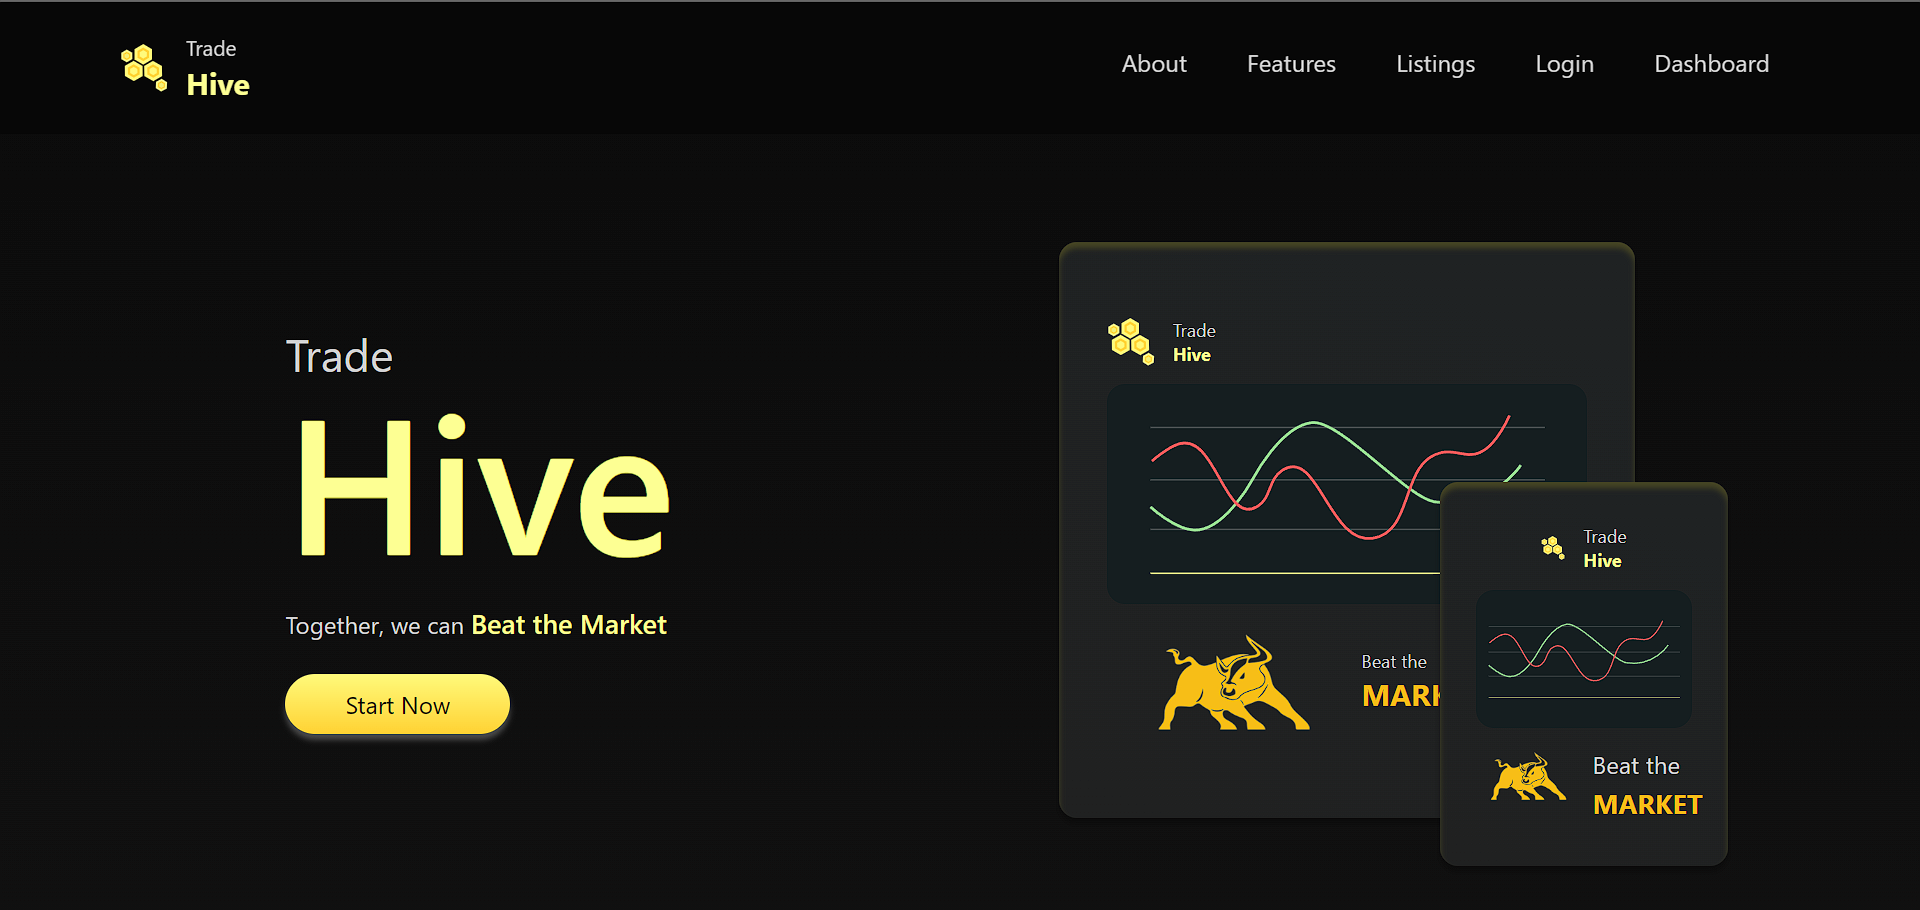 Trade
Hive
About Features Listings Login Dashboard
Trade
Hive
Together, we can Beat the Market
Start Now
Trade
Hive
Beat the
MARK
Trade
Hive
Beat the
MARKET